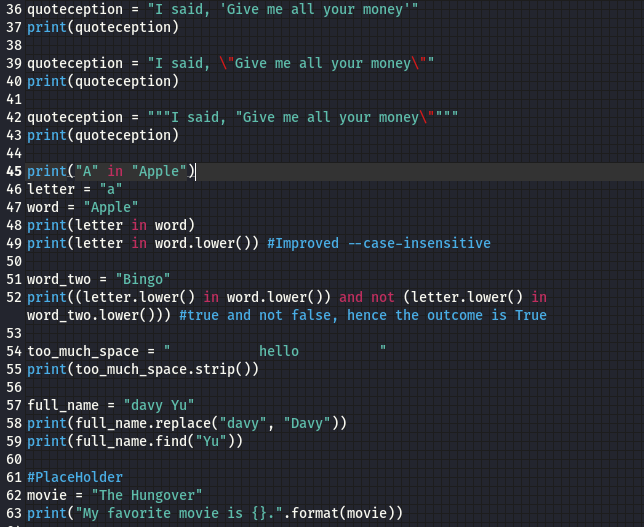 36 quoteception = "I said, 'Give me all your money'"
37 print(quoteception)
38
39 quoteception = "I said, \"Give me all your money\""
40 print(quoteception)
41
42 quoteception = """I said, "Give me all your money\""""
43 print(quoteception)
44
45 print("A" in "Apple")
46 letter = "a"
47 word = "Apple"
48 print(letter in word)
49 print(letter in word.lower()) #Improved --case-insensitive
50
51 word_two = "Bingo"
52 print((letter.lower() in word.lower()) and not (letter.lower() in
word_two.lower())) #true and not false, hence the outcome is True
53
54 too_much_space = "           hello          "
55 print(too_much_space.strip())
56
57 full_name = "davy Yu"
58 print(full_name.replace("davy", "Davy"))
59 print(full_name.find("Yu"))
60
61 #PlaceHolder
62 movie = "The Hungover"
63 print("My favorite movie is {}.".format(movie))